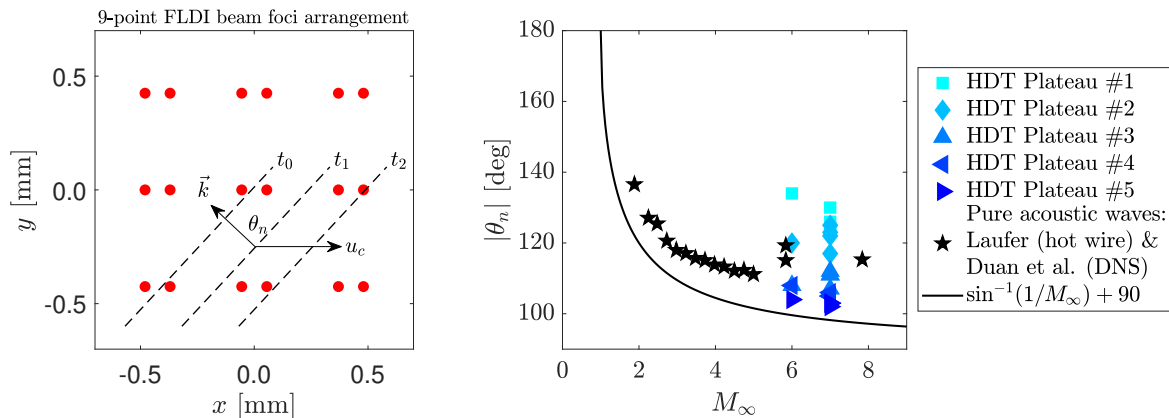 9-point FLDI beam foci arrangement
0.5
0.0
-0.5
y [mm]
-0.5
0.0
0.5
x [mm]
t₀
t₁
t₂
k⃗
θₙ
u_c
180
160
140
120
100
|θₙ| [deg]
0
2
4
6
8
M∞
HDT Plateau #1
HDT Plateau #2
HDT Plateau #3
HDT Plateau #4
HDT Plateau #5
Pure acoustic waves:
Laufer (hot wire) &
Duan et al. (DNS)
sin⁻¹(1/M∞) + 90